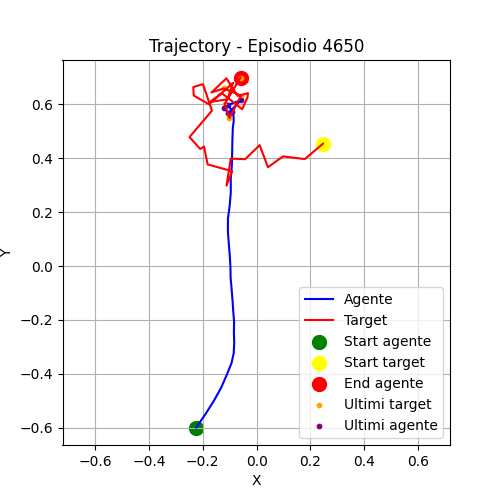 Trajectory - Episodio 4650
Y
0.6
0.4
0.2
0.0
−0.2
−0.4
−0.6
−0.6
−0.4
−0.2
0.0
0.2
0.4
0.6
X
Agente
Target
Start agente
Start target
End agente
Ultimi target
Ultimi agente